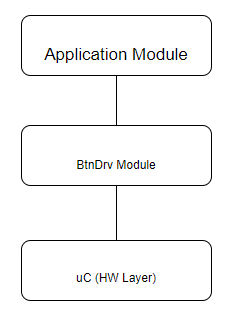 Application Module
BtnDrv Module
uC (HW Layer)